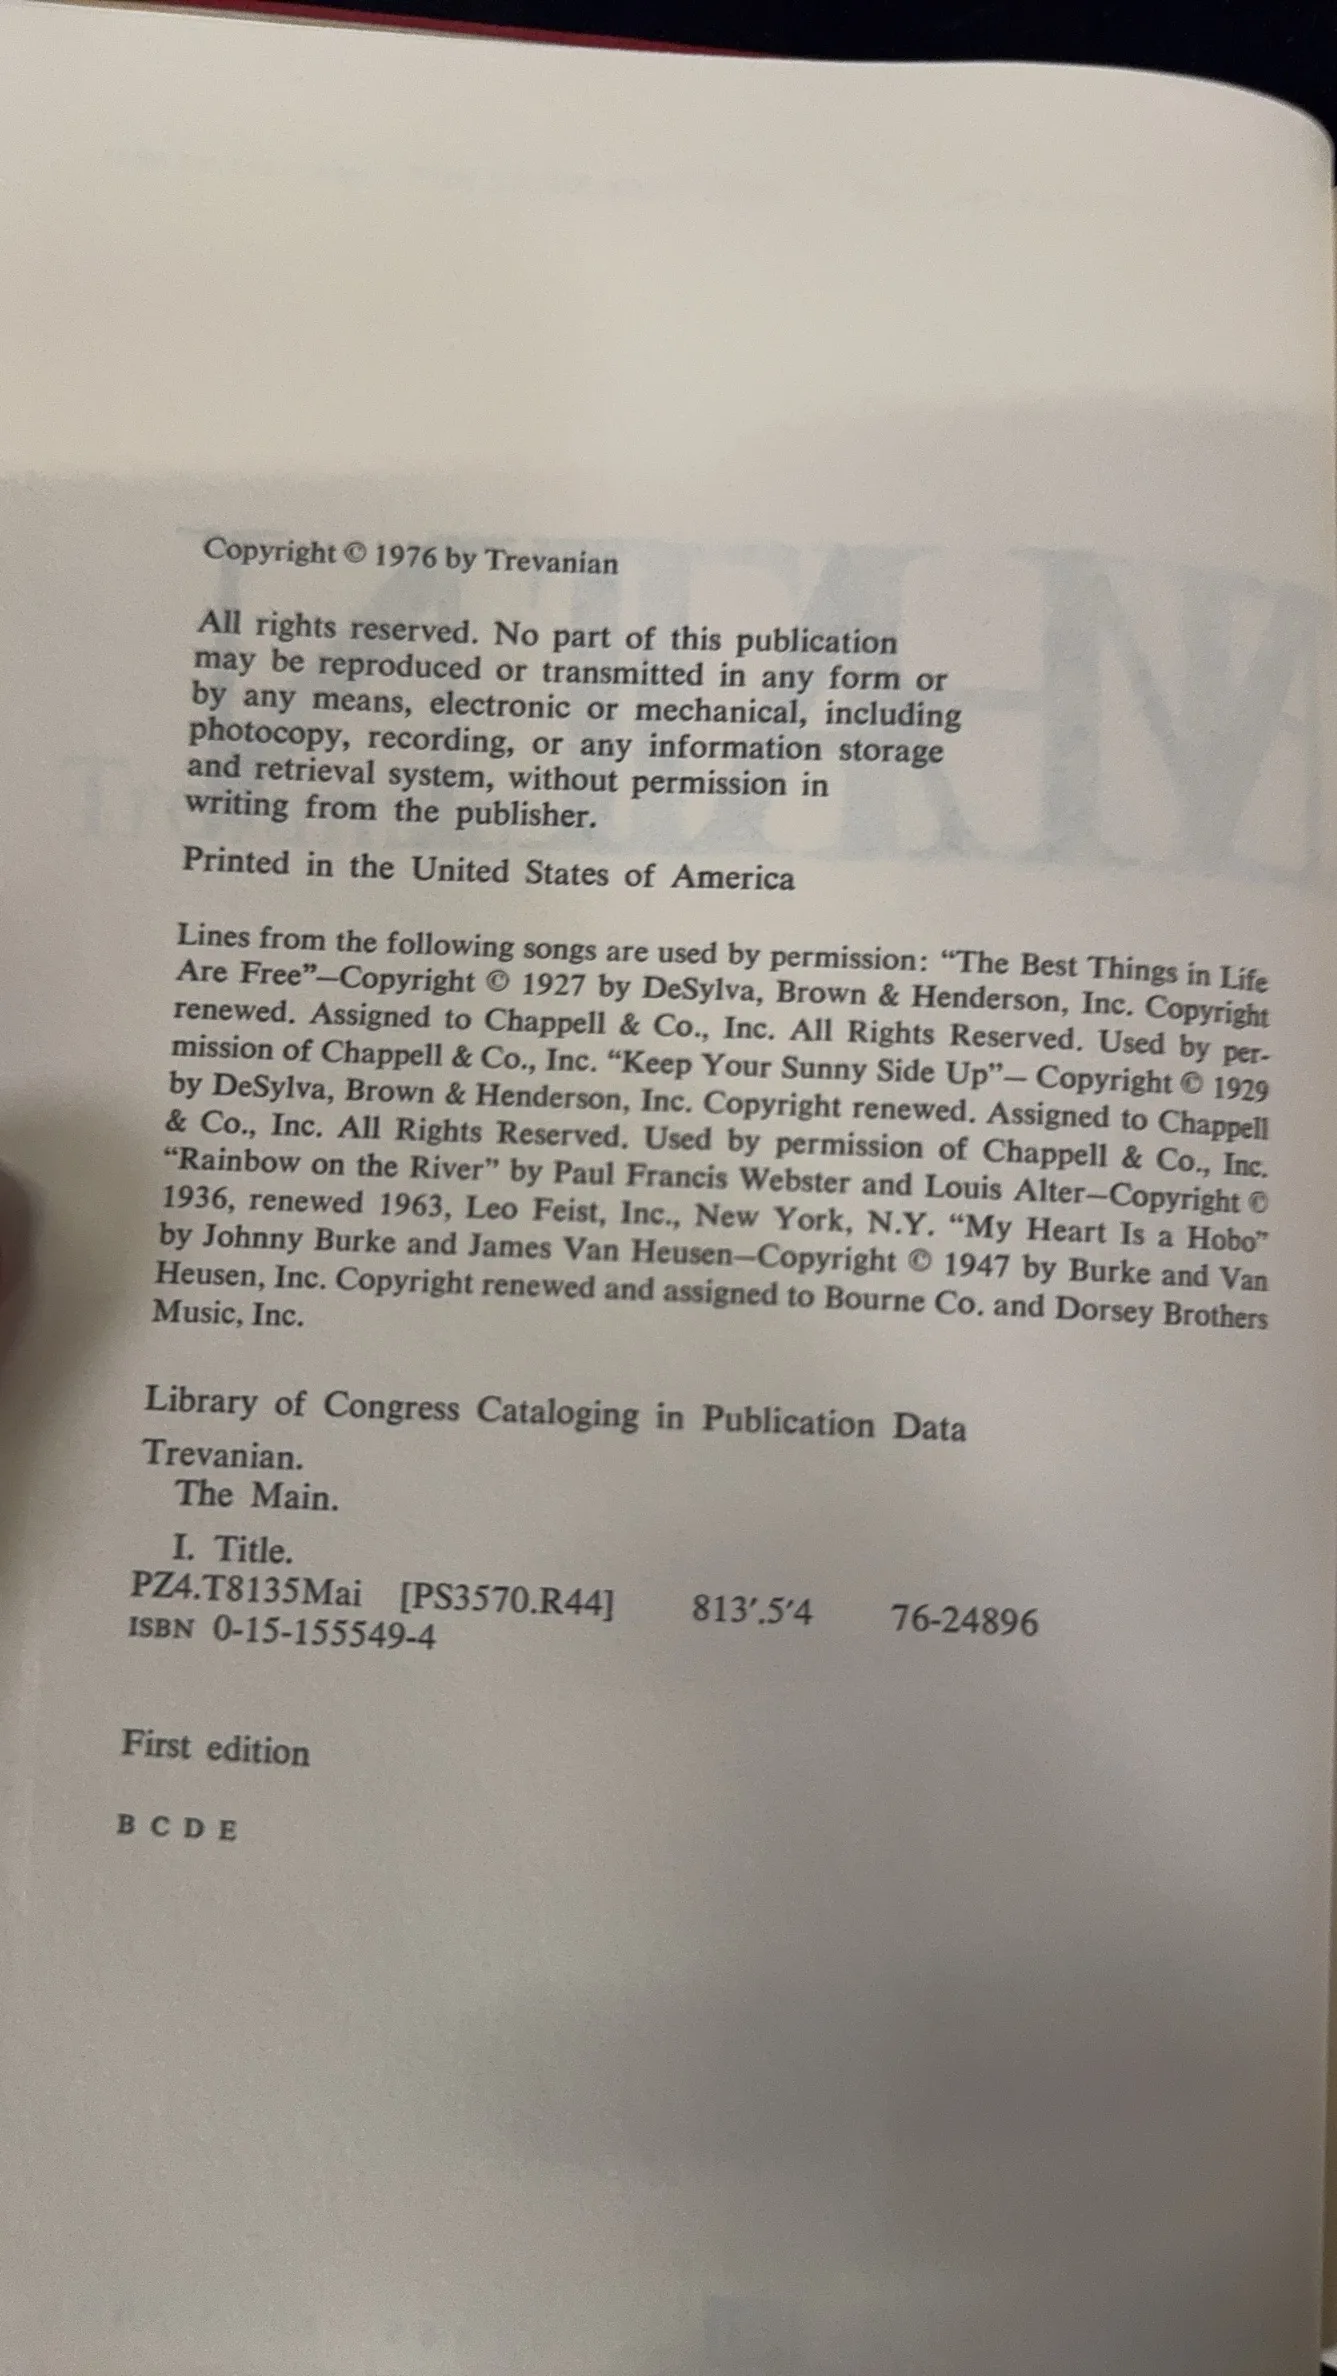 Copyright © 1976 by Trevanian
All rights reserved. No part of this publication
may be reproduced or transmitted in any form or
by any means, electronic or mechanical, including
photocopy, recording, or any information storage
and retrieval system, without permission in
writing from the publisher.
Printed in the United States of America
Lines from the following songs are used by permission: “The Best Things in Life
Are Free”—Copyright © 1927 by DeSylva, Brown & Henderson, Inc. Copyright
renewed. Assigned to Chappell & Co., Inc. All Rights Reserved. Used by per-
mission of Chappell & Co., Inc. “Keep Your Sunny Side Up”— Copyright © 1929
by DeSylva, Brown & Henderson, Inc. Copyright renewed. Assigned to Chappell
& Co., Inc. All Rights Reserved. Used by permission of Chappell & Co., Inc.
“Rainbow on the River” by Paul Francis Webster and Louis Alter—Copyright ©
1936, renewed 1963, Leo Feist, Inc., New York, N.Y. “My Heart Is a Hobo”
by Johnny Burke and James Van Heusen—Copyright © 1947 by Burke and Van
Heusen, Inc. Copyright renewed and assigned to Bourne Co. and Dorsey Brothers
Music, Inc.
Library of Congress Cataloging in Publication Data
Trevanian.
The Main.
I. Title.
PZ4.T8135Mai [PS3570.R44] 813′.5′4 76-24896
ISBN 0-15-155549-4
First edition
B C D E